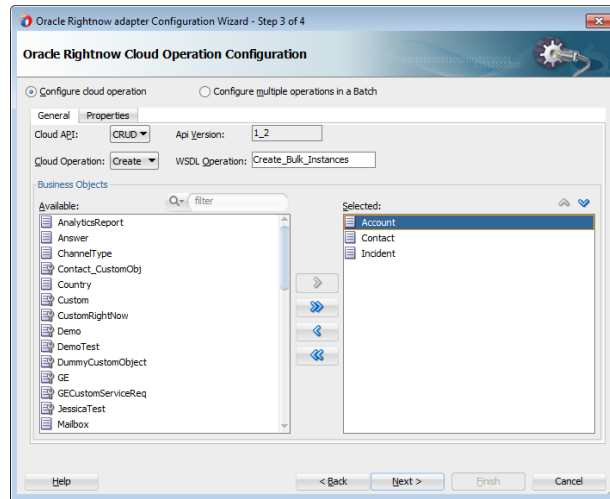 Oracle Rightnow adapter Configuration Wizard - Step 3 of 4
Oracle Rightnow Cloud Operation Configuration
Configure cloud operation Configure multiple operations in a Batch
General Properties
Cloud API: CRUD Api Version: 1_2
Cloud Operation: Create WSDL Operation: Create_Bulk_Instances
Business Objects
Available: filter Selected:
AnalyticsReport
Answer
ChannelType
Contact_CustomObj
Country
Custom
CustomRightNow
Demo
DemoTest
DummyCustomObject
GE
GECustomServiceReq
JessicaTest
Mailbox
Account
Contact
Incident
Help < Back Next > Finish Cancel